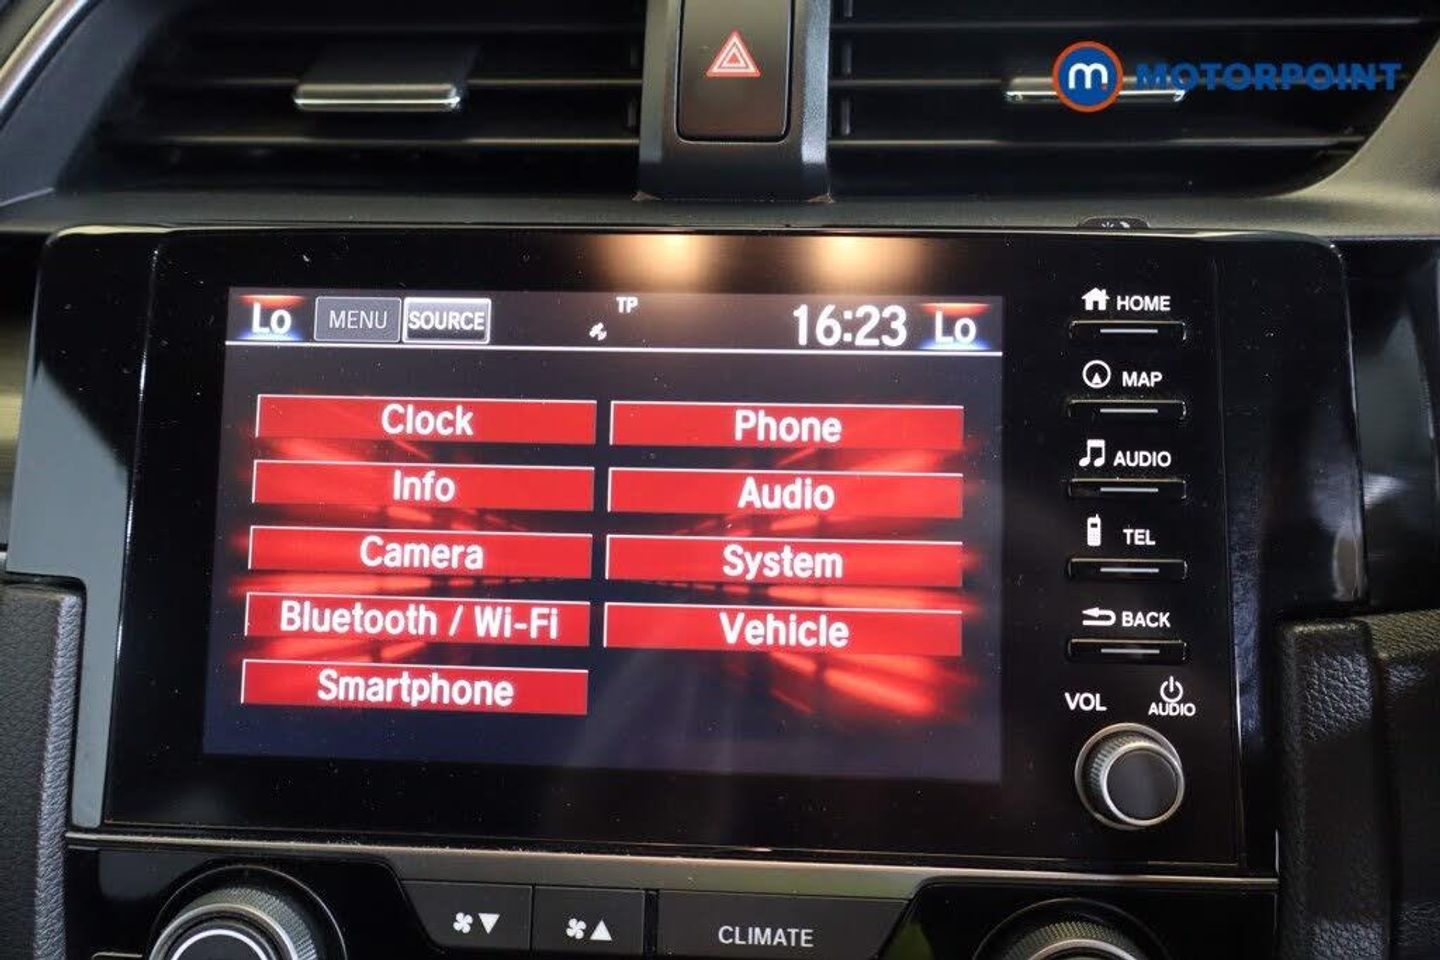 m MOTORPOINT
Lo MENU SOURCE TP 16:23 Lo
Clock Phone
Info Audio
Camera System
Bluetooth / Wi-Fi Vehicle
Smartphone
HOME
MAP
AUDIO
TEL
BACK
VOL AUDIO
CLIMATE